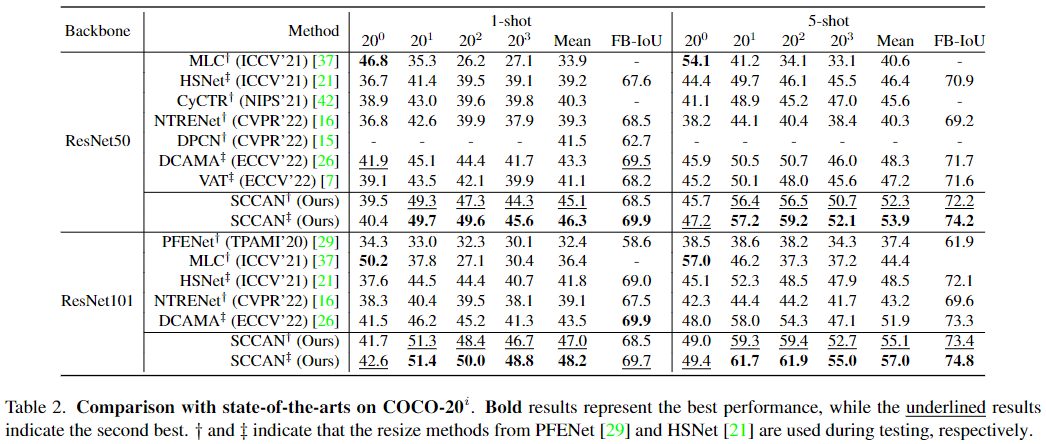 Backbone Method 1-shot 5-shot
20⁰ 20¹ 20² 20³ Mean FB-IoU 20⁰ 20¹ 20² 20³ Mean FB-IoU
MLC† (ICCV'21) [37] 46.8 35.3 26.2 27.1 33.9 - 54.1 41.2 34.1 33.1 40.6 -
HSNet‡ (ICCV'21) [21] 36.7 41.4 39.5 39.1 39.2 67.6 44.4 49.7 46.1 45.5 46.4 70.9
CyCTR† (NIPS'21) [42] 38.9 43.0 39.6 39.8 40.3 - 41.1 48.9 45.2 47.0 45.6 -
NTRENet† (CVPR'22) [16] 36.8 42.6 39.9 37.9 39.3 68.5 38.2 44.1 40.4 38.4 40.3 69.2
ResNet50 DPCN† (CVPR'22) [15] - - - - 41.5 62.7 - - - - - -
DCAMA‡ (ECCV'22) [26] 41.9 45.1 44.4 41.7 43.3 69.5 45.9 50.5 50.7 46.0 48.3 71.7
VAT‡ (ECCV'22) [7] 39.1 43.5 42.1 39.9 41.1 68.2 45.2 50.1 48.0 45.6 47.2 71.6
SCCAN† (Ours) 39.5 49.3 47.3 44.3 45.1 68.5 45.7 56.4 56.5 50.7 52.3 72.2
SCCAN‡ (Ours) 40.4 49.7 49.6 45.6 46.3 69.9 47.2 57.2 59.2 52.1 53.9 74.2
PFENet† (TPAMI'20) [29] 34.3 33.0 32.3 30.1 32.4 58.6 38.5 38.6 38.2 34.3 37.4 61.9
MLC† (ICCV'21) [37] 50.2 37.8 27.1 30.4 36.4 - 57.0 46.2 37.3 37.2 44.4 -
HSNet‡ (ICCV'21) [21] 37.6 44.5 44.4 40.7 41.8 69.0 45.1 52.3 48.5 47.9 48.5 72.1
ResNet101 NTRENet† (CVPR'22) [16] 38.3 40.4 39.5 38.1 39.1 67.5 42.3 44.4 44.2 41.7 43.2 69.6
DCAMA‡ (ECCV'22) [26] 41.5 46.2 45.2 41.3 43.5 69.9 48.0 58.0 54.3 47.1 51.9 73.3
SCCAN† (Ours) 41.7 51.3 48.4 46.7 47.0 68.5 49.0 59.3 59.4 52.7 55.1 73.4
SCCAN‡ (Ours) 42.6 51.4 50.0 48.8 48.2 69.7 49.4 61.7 61.9 55.0 57.0 74.8
Table 2. Comparison with state-of-the-arts on COCO-20ⁱ. Bold results represent the best performance, while the underlined results
indicate the second best. † and ‡ indicate that the resize methods from PFENet [29] and HSNet [21] are used during testing, respectively.